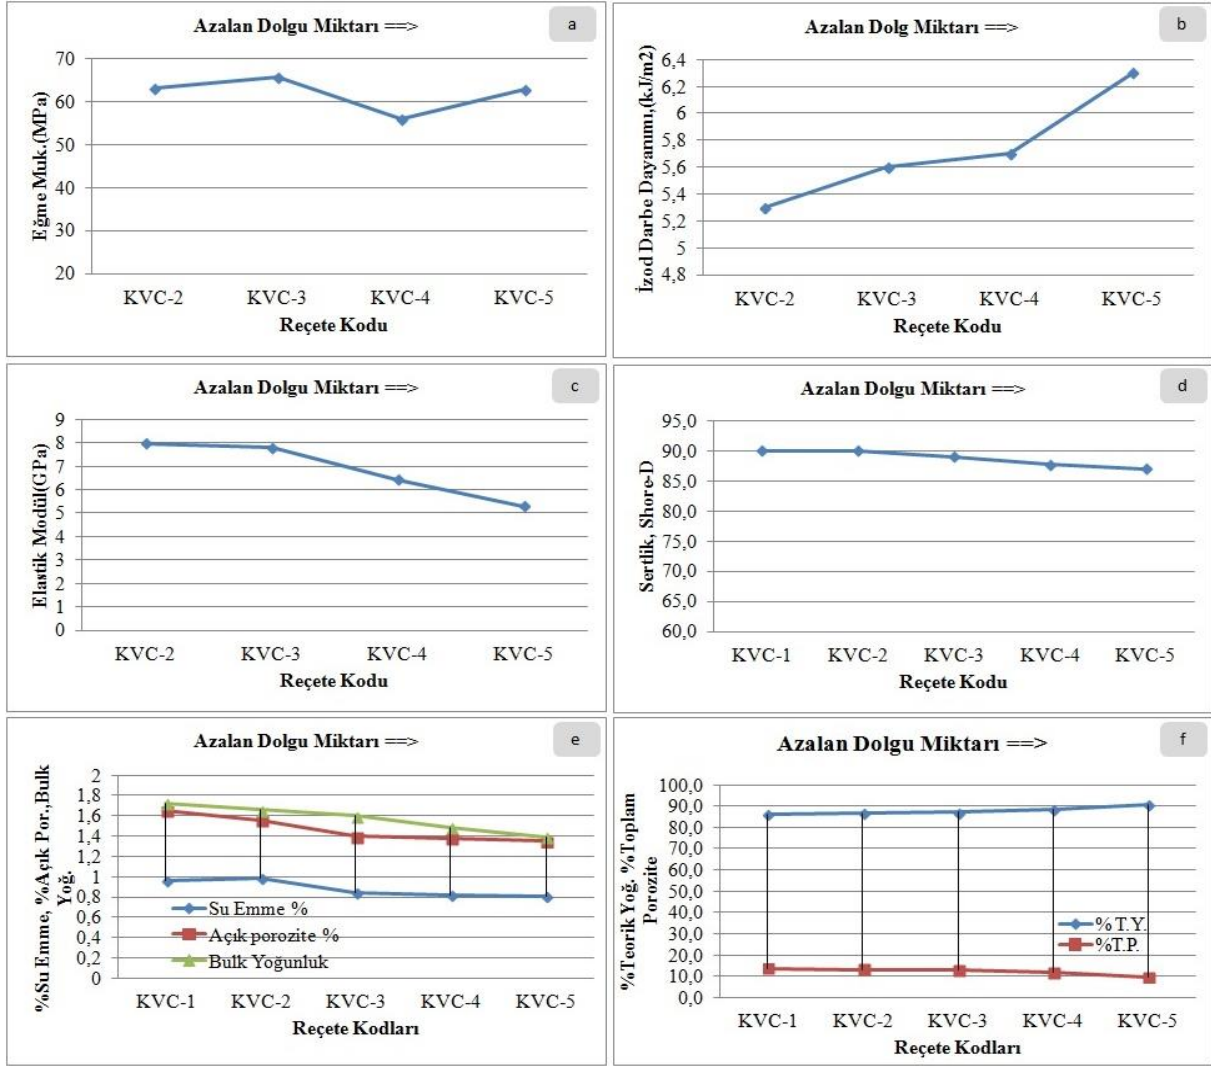 Azalan Dolgu Miktarı ==>
a
Eğme Muk.(MPa)
70
60
50
40
30
20
KVC-2 KVC-3 KVC-4 KVC-5
Reçete Kodu
Azalan Dolg Miktarı ==>
b
İzod Darbe Dayanımı,(kJ/m2)
6,4
6,2
6
5,8
5,6
5,4
5,2
5
4,8
KVC-2 KVC-3 KVC-4 KVC-5
Reçete Kodu
Azalan Dolgu Miktarı ==>
c
Elastik Modül(GPa)
9
8
7
6
5
4
3
2
1
0
KVC-2 KVC-3 KVC-4 KVC-5
Reçete Kodu
Azalan Dolgu Miktarı ==>
d
Sertlik, Shore-D
95,0
90,0
85,0
80,0
75,0
70,0
65,0
60,0
KVC-1 KVC-2 KVC-3 KVC-4 KVC-5
Reçete Kodu
Azalan Dolgu Miktarı ==>
e
%Su Emme, %Açık Por.,Bulk
Yoğ.
2
1,8
1,6
1,4
1,2
1
0,8
0,6
0,4
0,2
0
Su Emme %
Açık porozite %
Bulk Yoğunluk
KVC-1 KVC-2 KVC-3 KVC-4 KVC-5
Reçete Kodları
Azalan Dolgu Miktarı ==>
f
%Teorik Yoğ. %Toplam
Porozite
100,0
90,0
80,0
70,0
60,0
50,0
40,0
30,0
20,0
10,0
0,0
% T.Y.
%T.P.
KVC-1 KVC-2 KVC-3 KVC-4 KVC-5
Reçete Kodları